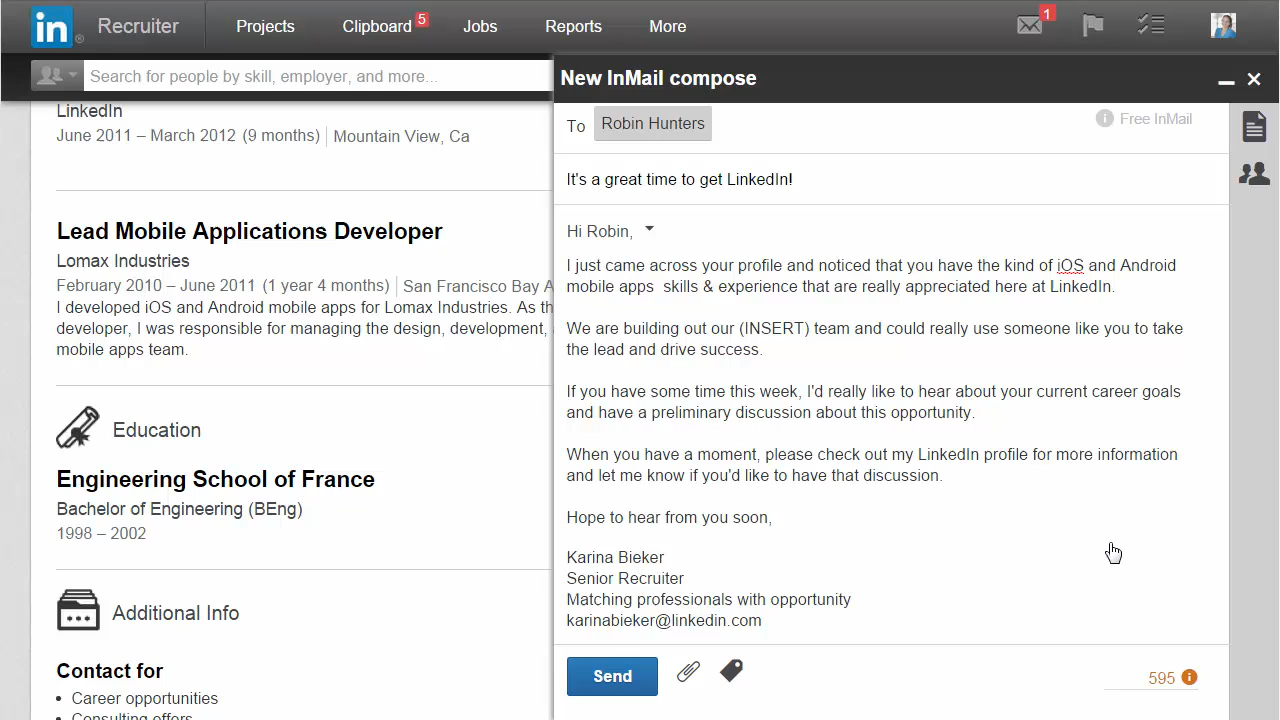 in® Recruiter Projects Clipboard 5 Jobs Reports More 1
Search for people by skill, employer, and more...
LinkedIn
June 2011 – March 2012 (9 months) Mountain View, Ca
Lead Mobile Applications Developer
Lomax Industries
February 2010 – June 2011 (1 year 4 months) San Francisco Bay A
I developed iOS and Android mobile apps for Lomax Industries. As th
developer, I was responsible for managing the design, development,
mobile apps team.
Education
Engineering School of France
Bachelor of Engineering (BEng)
1998 – 2002
Additional Info
Contact for
• Career opportunities
• Consulting offers
New InMail compose
To Robin Hunters
Free InMail
It's a great time to get LinkedIn!
Hi Robin,
I just came across your profile and noticed that you have the kind of iOS and Android
mobile apps  skills & experience that are really appreciated here at LinkedIn.
We are building out our (INSERT) team and could really use someone like you to take
the lead and drive success.
If you have some time this week, I'd really like to hear about your current career goals
and have a preliminary discussion about this opportunity.
When you have a moment, please check out my LinkedIn profile for more information
and let me know if you'd like to have that discussion.
Hope to hear from you soon,
Karina Bieker
Senior Recruiter
Matching professionals with opportunity
karinabieker@linkedin.com
Send
595